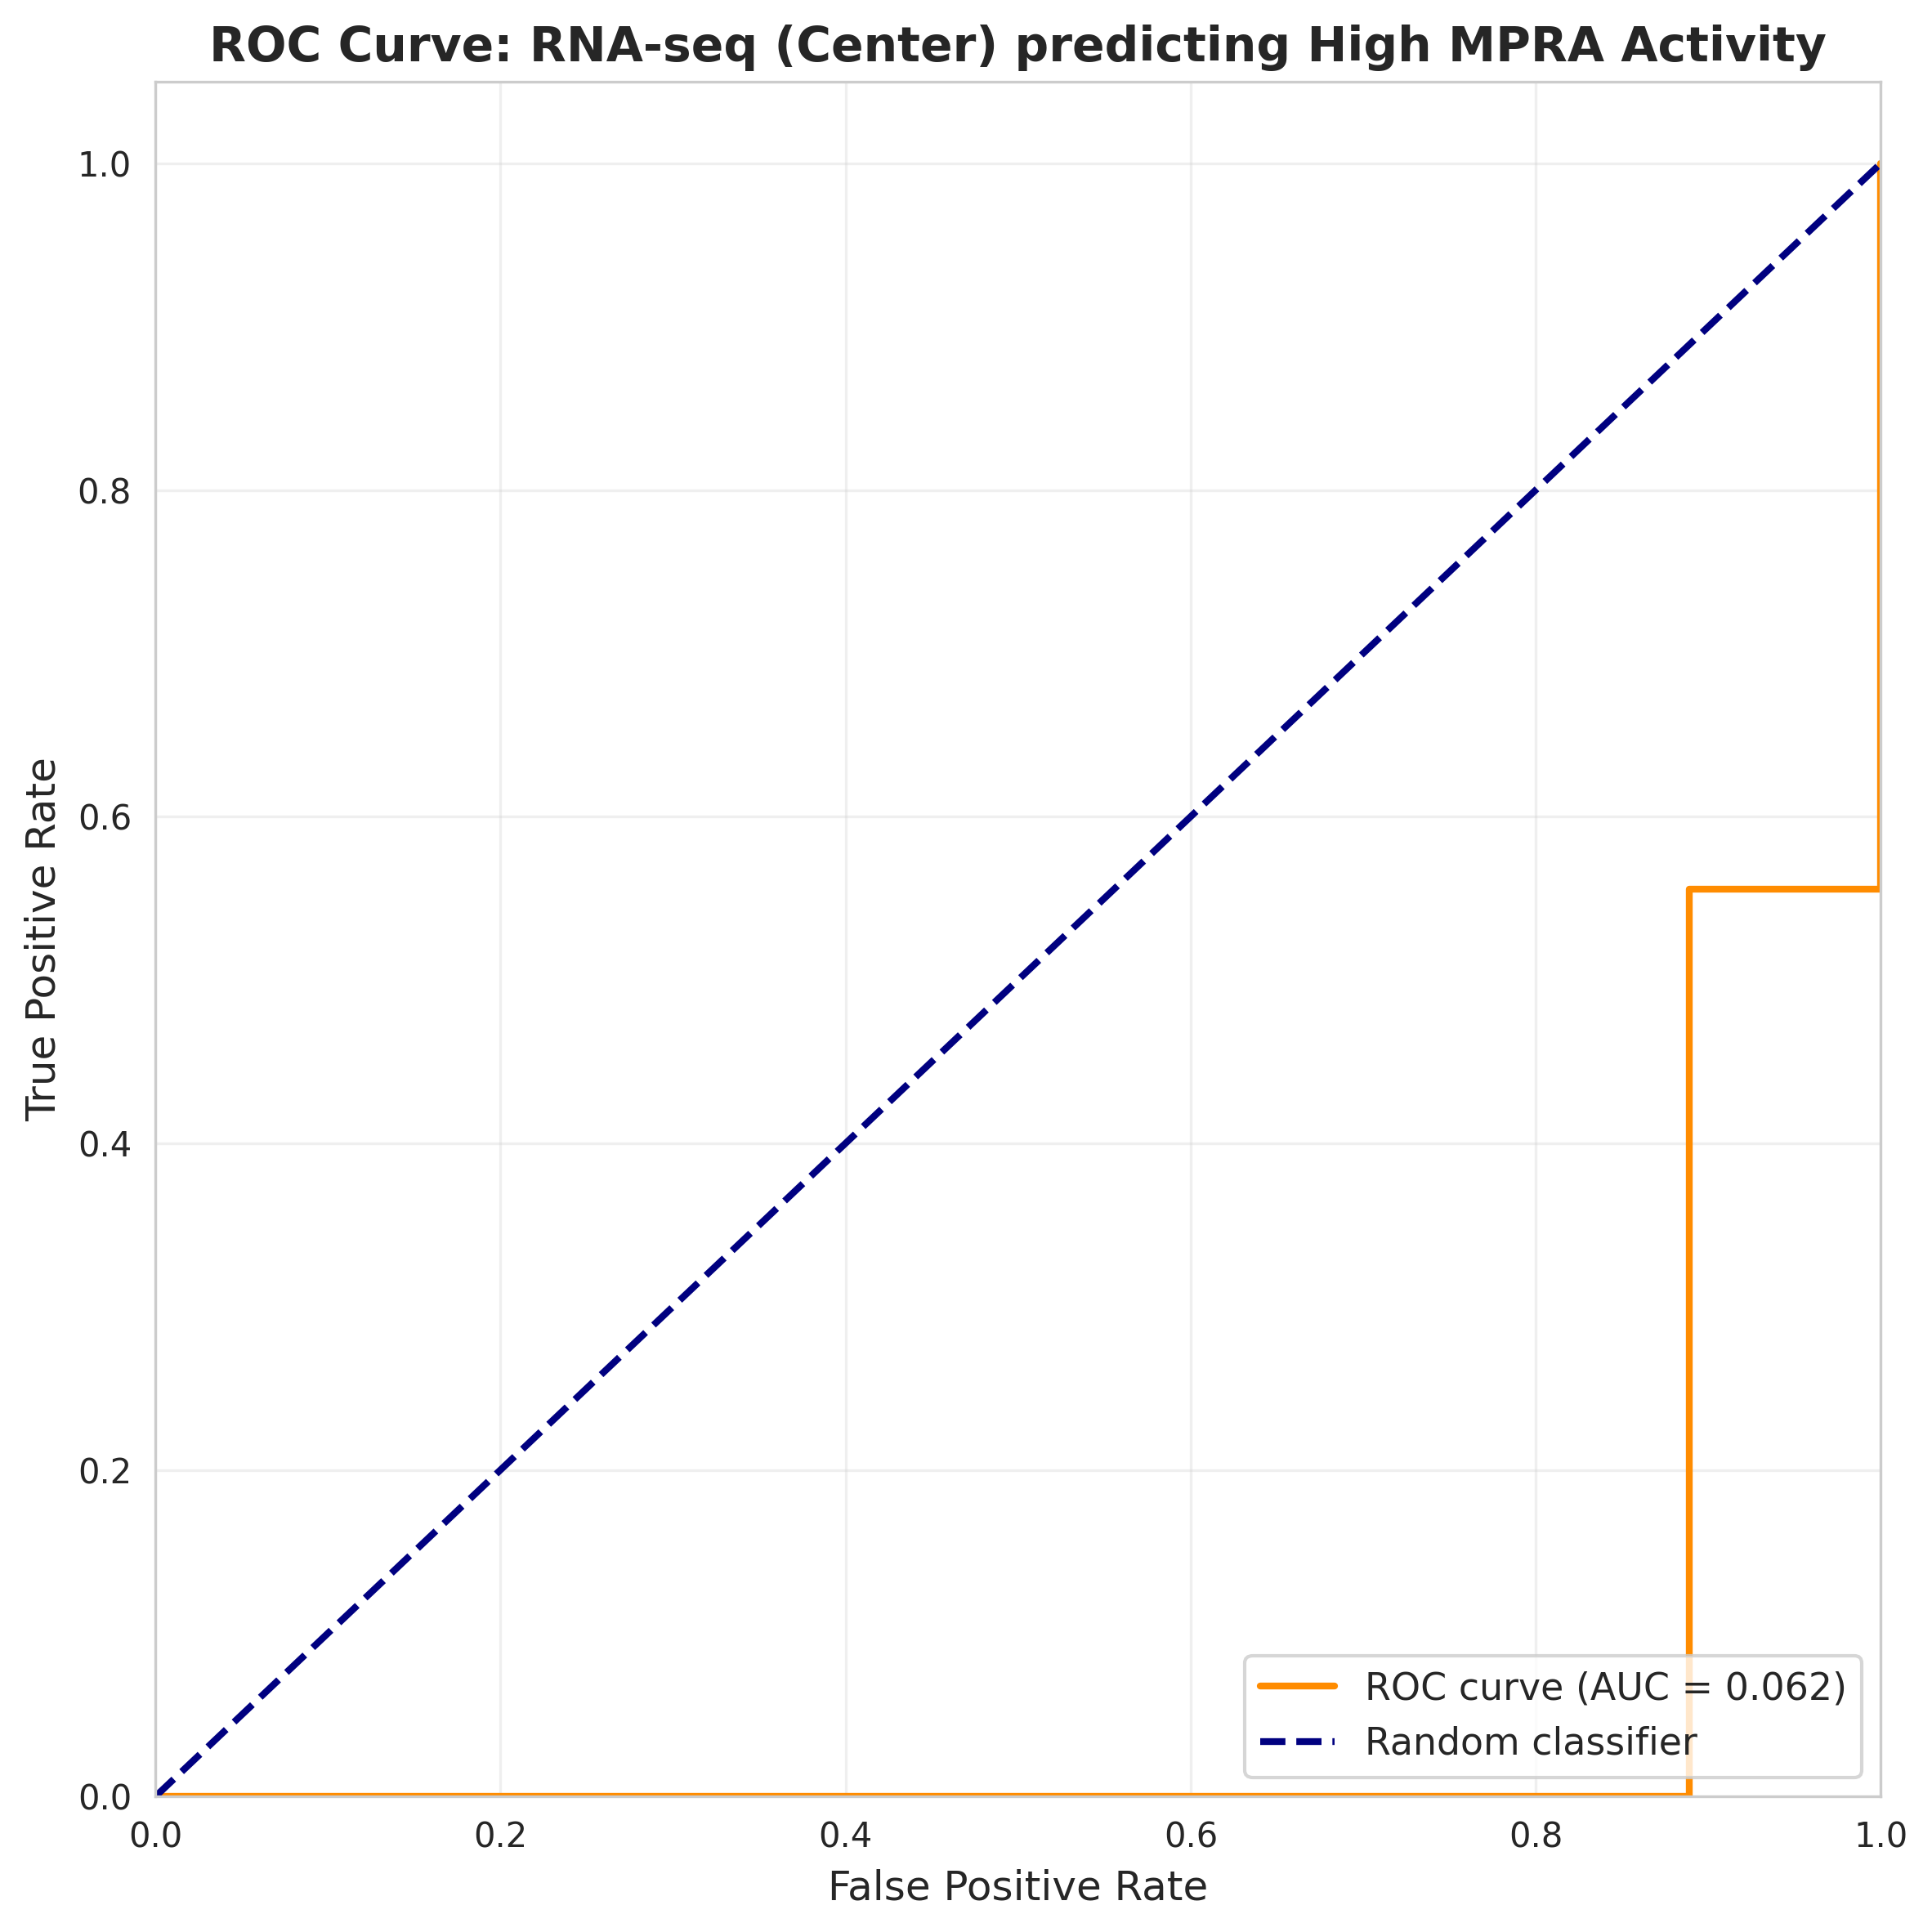 ROC Curve: RNA-seq (Center) predicting High MPRA Activity
True Positive Rate
1.0
0.8
0.6
0.4
0.2
0.0
0.0 0.2 0.4 0.6 0.8 1.0
False Positive Rate
ROC curve (AUC = 0.062)
Random classifier